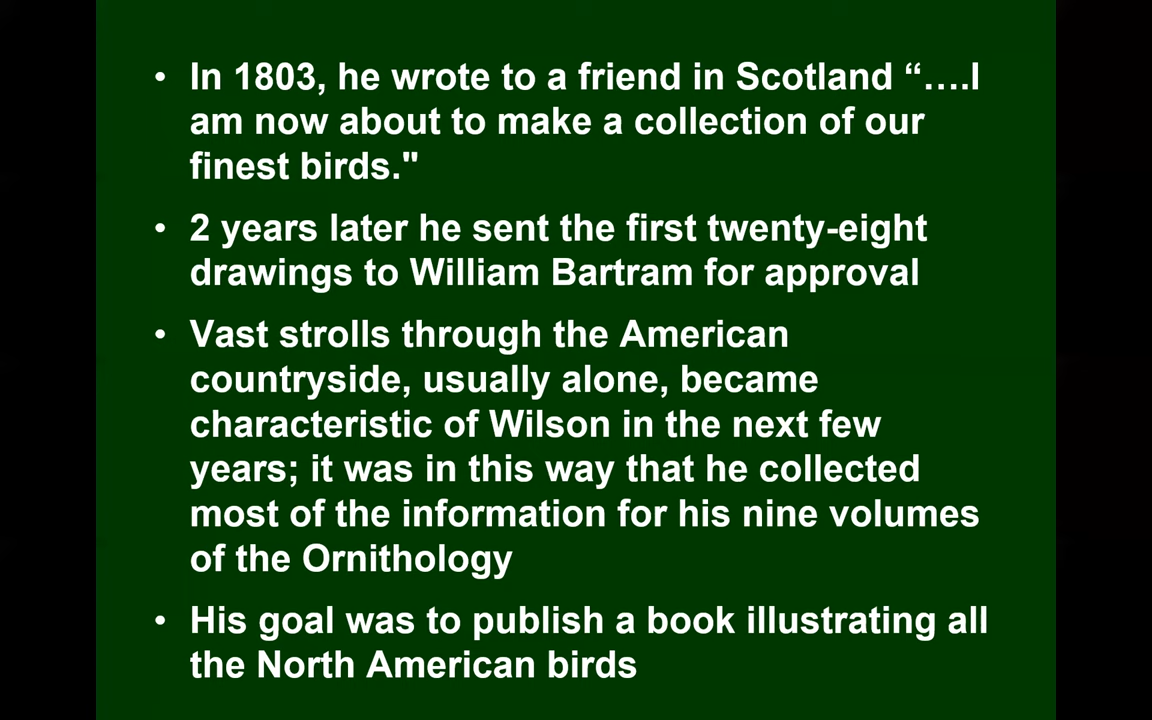 • In 1803, he wrote to a friend in Scotland “….I
am now about to make a collection of our
finest birds."
• 2 years later he sent the first twenty-eight
drawings to William Bartram for approval
• Vast strolls through the American
countryside, usually alone, became
characteristic of Wilson in the next few
years; it was in this way that he collected
most of the information for his nine volumes
of the Ornithology
• His goal was to publish a book illustrating all
the North American birds